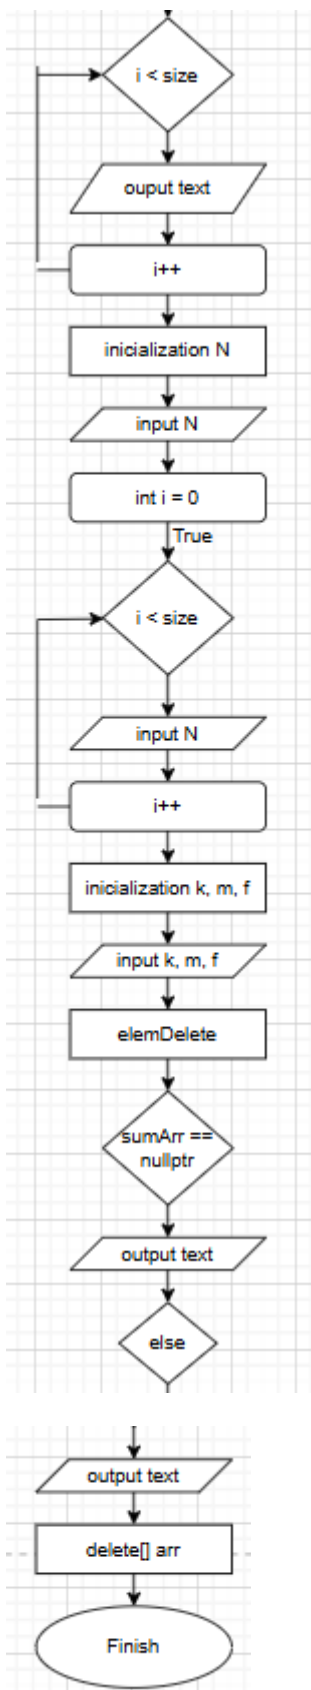 i < size
ouput text
i++
inicialization N
input N
int i = 0
True
i < size
input N
i++
inicialization k, m, f
input k, m, f
elemDelete
sumArr ==
nullptr
output text
else
output text
delete[] arr
Finish